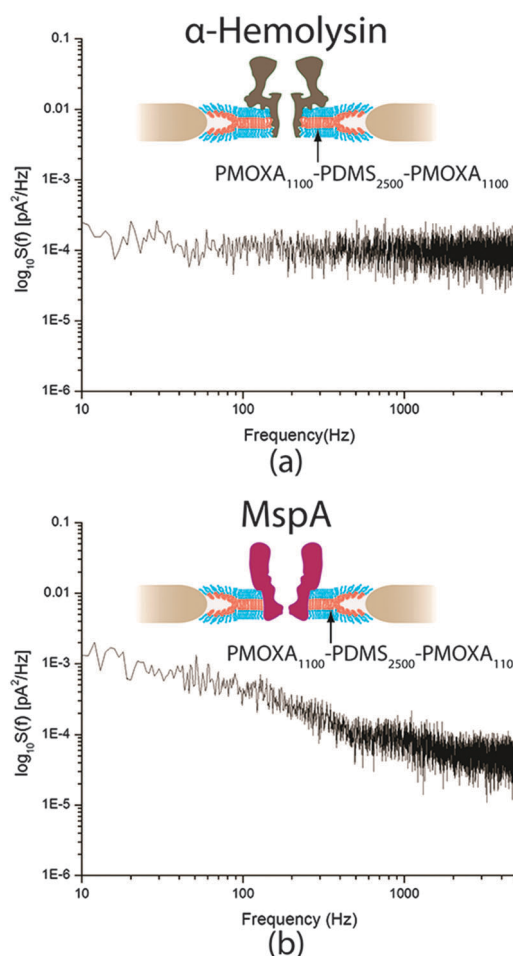 α-Hemolysin
0.1
0.01
1E-3
1E-4
1E-5
1E-6
log₁₀S(f) [pA²/Hz]
PMOXA₁₁₀₀-PDMS₂₅₀₀-PMOXA₁₁₀₀
10 100 1000
Frequency(Hz)
(a)
MspA
0.1
0.01
1E-3
1E-4
1E-5
1E-6
log₁₀S(f) [pA²/Hz]
PMOXA₁₁₀₀-PDMS₂₅₀₀-PMOXA₁₁₀
10 100 1000
Frequency (Hz)
(b)